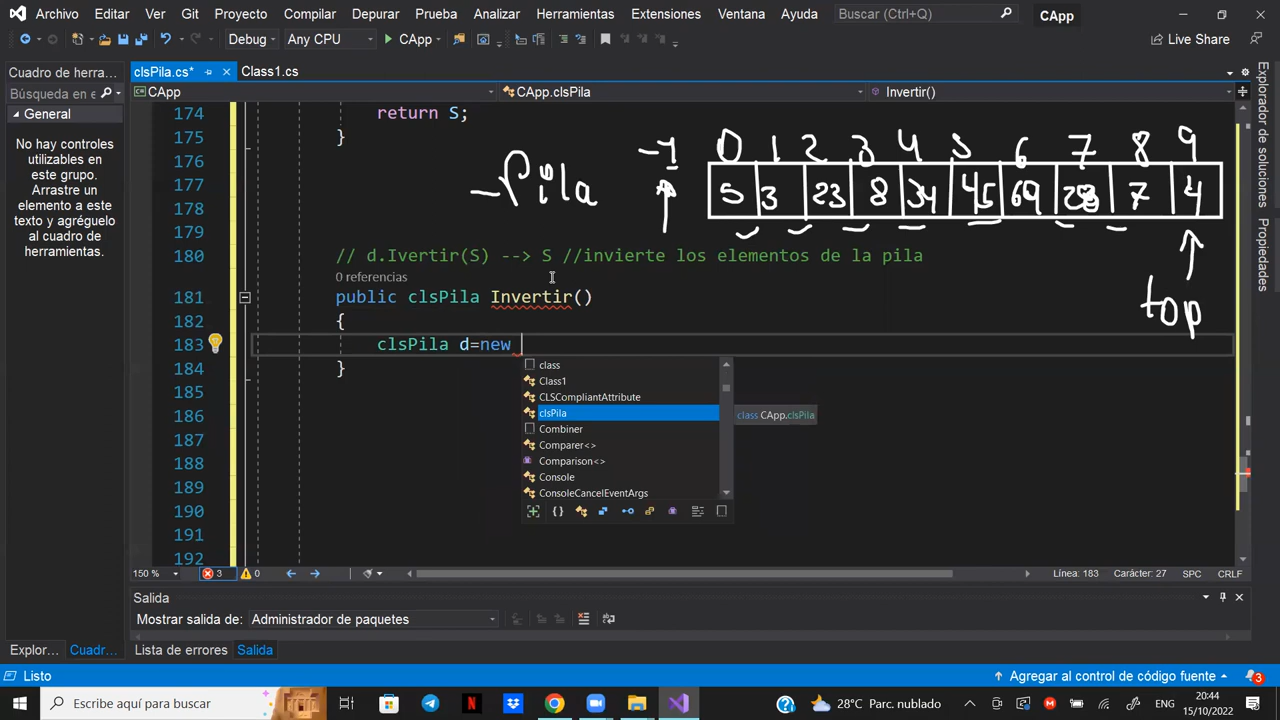 Archivo Editar Ver Git Proyecto Compilar Depurar Prueba Analizar Herramientas Extensiones Ventana Ayuda Buscar (Ctrl+Q) CApp
Debug Any CPU CApp Live Share
Cuadro de herra...
Búsqueda en e
General
No hay controles
utilizables en
este grupo.
Arrastre un
elemento a este
texto y agréguelo
al cuadro de
herramientas.
clsPila.cs* Class1.cs
CApp CApp.clsPila Invertir()
174 return S;
175 }
176
177
178
179
180 // d.Ivertir(S) --> S //invierte los elementos de la pila
0 referencias
181 public clsPila Invertir()
182 {
183 clsPila d=new
184 }
185
186
187
188
189
190
191
192
-Pila
-1 0 1 2 3 4 5 6 7 8 9
5 3 23 8 34 45 69 28 7 4
top
class
Class1
CLSCompliantAttribute
clsPila class CApp.clsPila
Combiner
Comparer<>
Comparison<>
Console
ConsoleCancelEventArgs
150 % 3 0 Línea: 183 Carácter: 27 SPC CRLF
Salida
Mostrar salida de: Administrador de paquetes
Explor... Cuadr... Lista de errores Salida
Listo Agregar al control de código fuente 3
Explorador de soluciones
Propiedades
Escribe aquí para buscar 28°C Parc. nublado ENG 20:44
15/10/2022